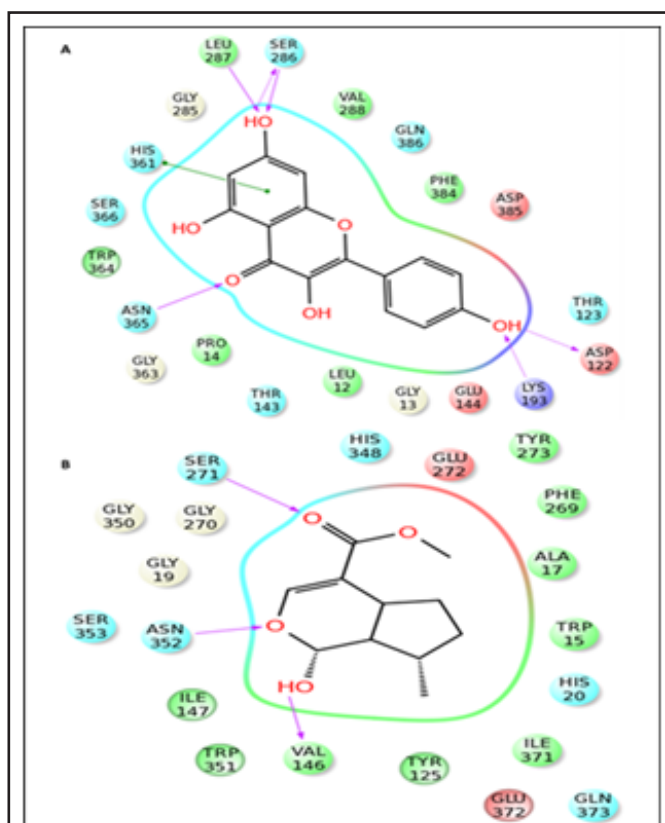 A
LEU 287
SER 286
GLY 285
VAL 288
HO
GLN 386
HIS 361
PHE 384
ASP 385
SER 366
O
HO
TRP 364
O
THR 123
ASN 365
OH
OH
PRO 14
ASP 122
GLY 363
LEU 12
LYS 193
THR 143
GLY 13
GLU 144
HIS 348
TYR 273
B
SER 271
GLU 272
PHE 269
GLY 350
GLY 270
O
O
GLY 19
ALA 17
SER 353
ASN 352
O
TRP 15
HO
HIS 20
ILE 147
VAL 146
ILE 371
TRP 351
TYR 125
GLU 372
GLN 373